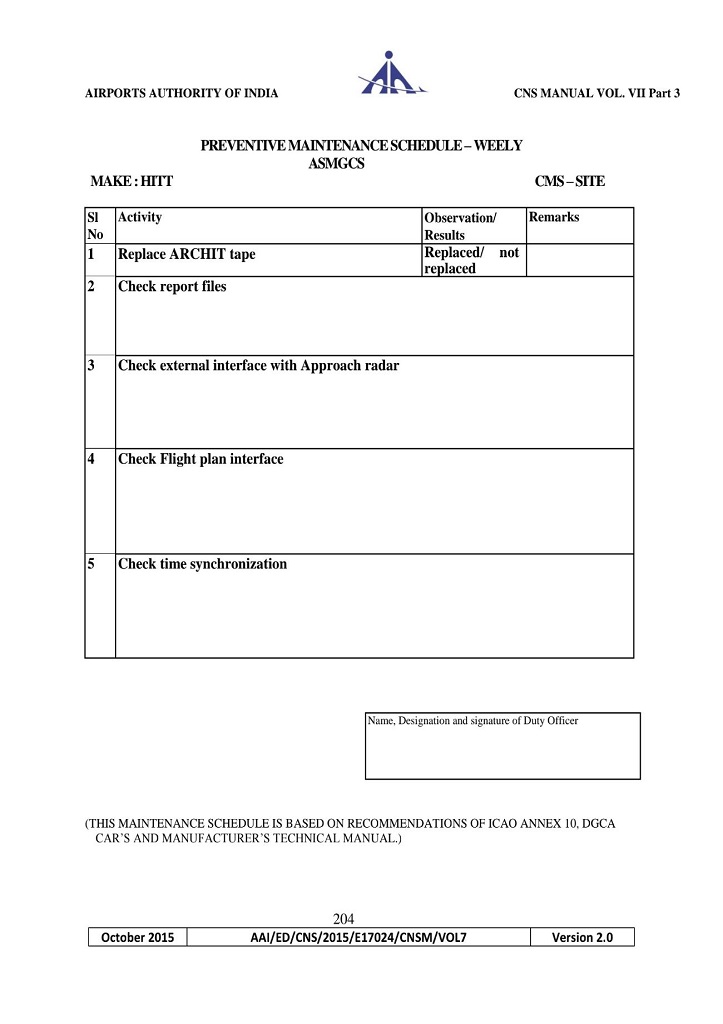 AIRPORTS AUTHORITY OF INDIA CNS MANUAL VOL. VII Part 3
PREVENTIVE MAINTENANCE SCHEDULE – WEELY
ASMGCS
MAKE : HITT CMS – SITE
Sl No Activity Observation/ Results Remarks
1 Replace ARCHIT tape Replaced/ not replaced
2 Check report files
3 Check external interface with Approach radar
4 Check Flight plan interface
5 Check time synchronization
Name, Designation and signature of Duty Officer
(THIS MAINTENANCE SCHEDULE IS BASED ON RECOMMENDATIONS OF ICAO ANNEX 10, DGCA
CAR’S AND MANUFACTURER’S TECHNICAL MANUAL.)
204
October 2015 AAI/ED/CNS/2015/E17024/CNSM/VOL7 Version 2.0